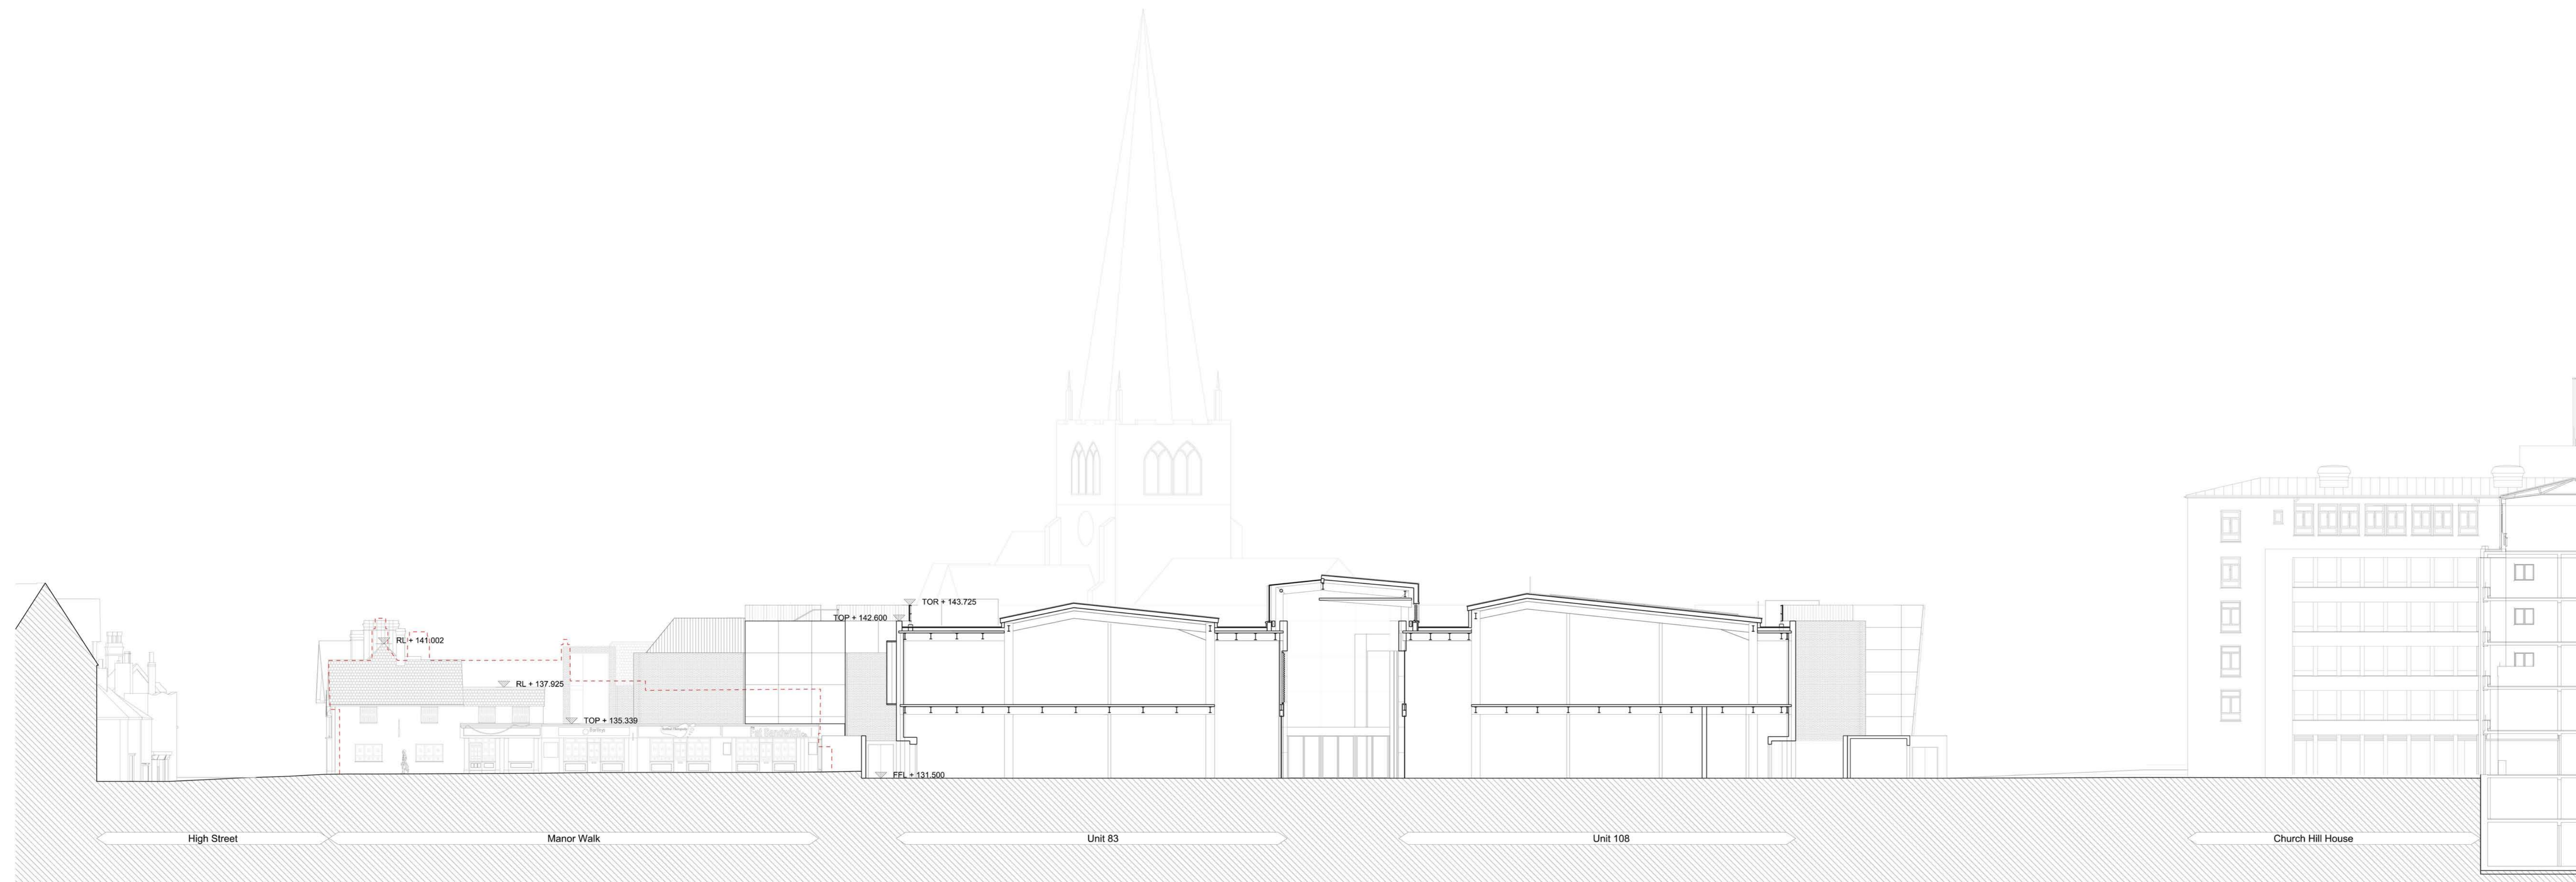 TOR + 143.725
TOP + 142.600
RL + 141.002
RL + 137.925
TOP + 135.339
FFL + 131.500
High Street
Manor Walk
Unit 83
Unit 108
Church Hill House